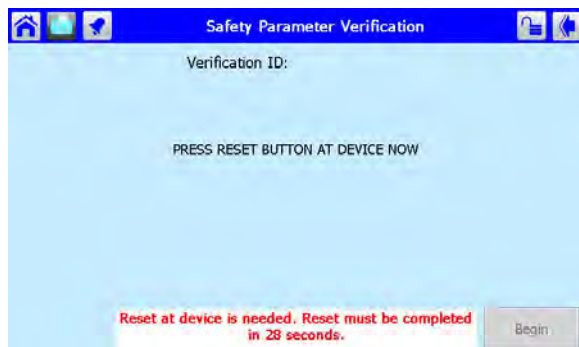 Safety Parameter Verification
Verification ID:
PRESS RESET BUTTON AT DEVICE NOW
Reset at device is needed. Reset must be completed
in 28 seconds.
Begin